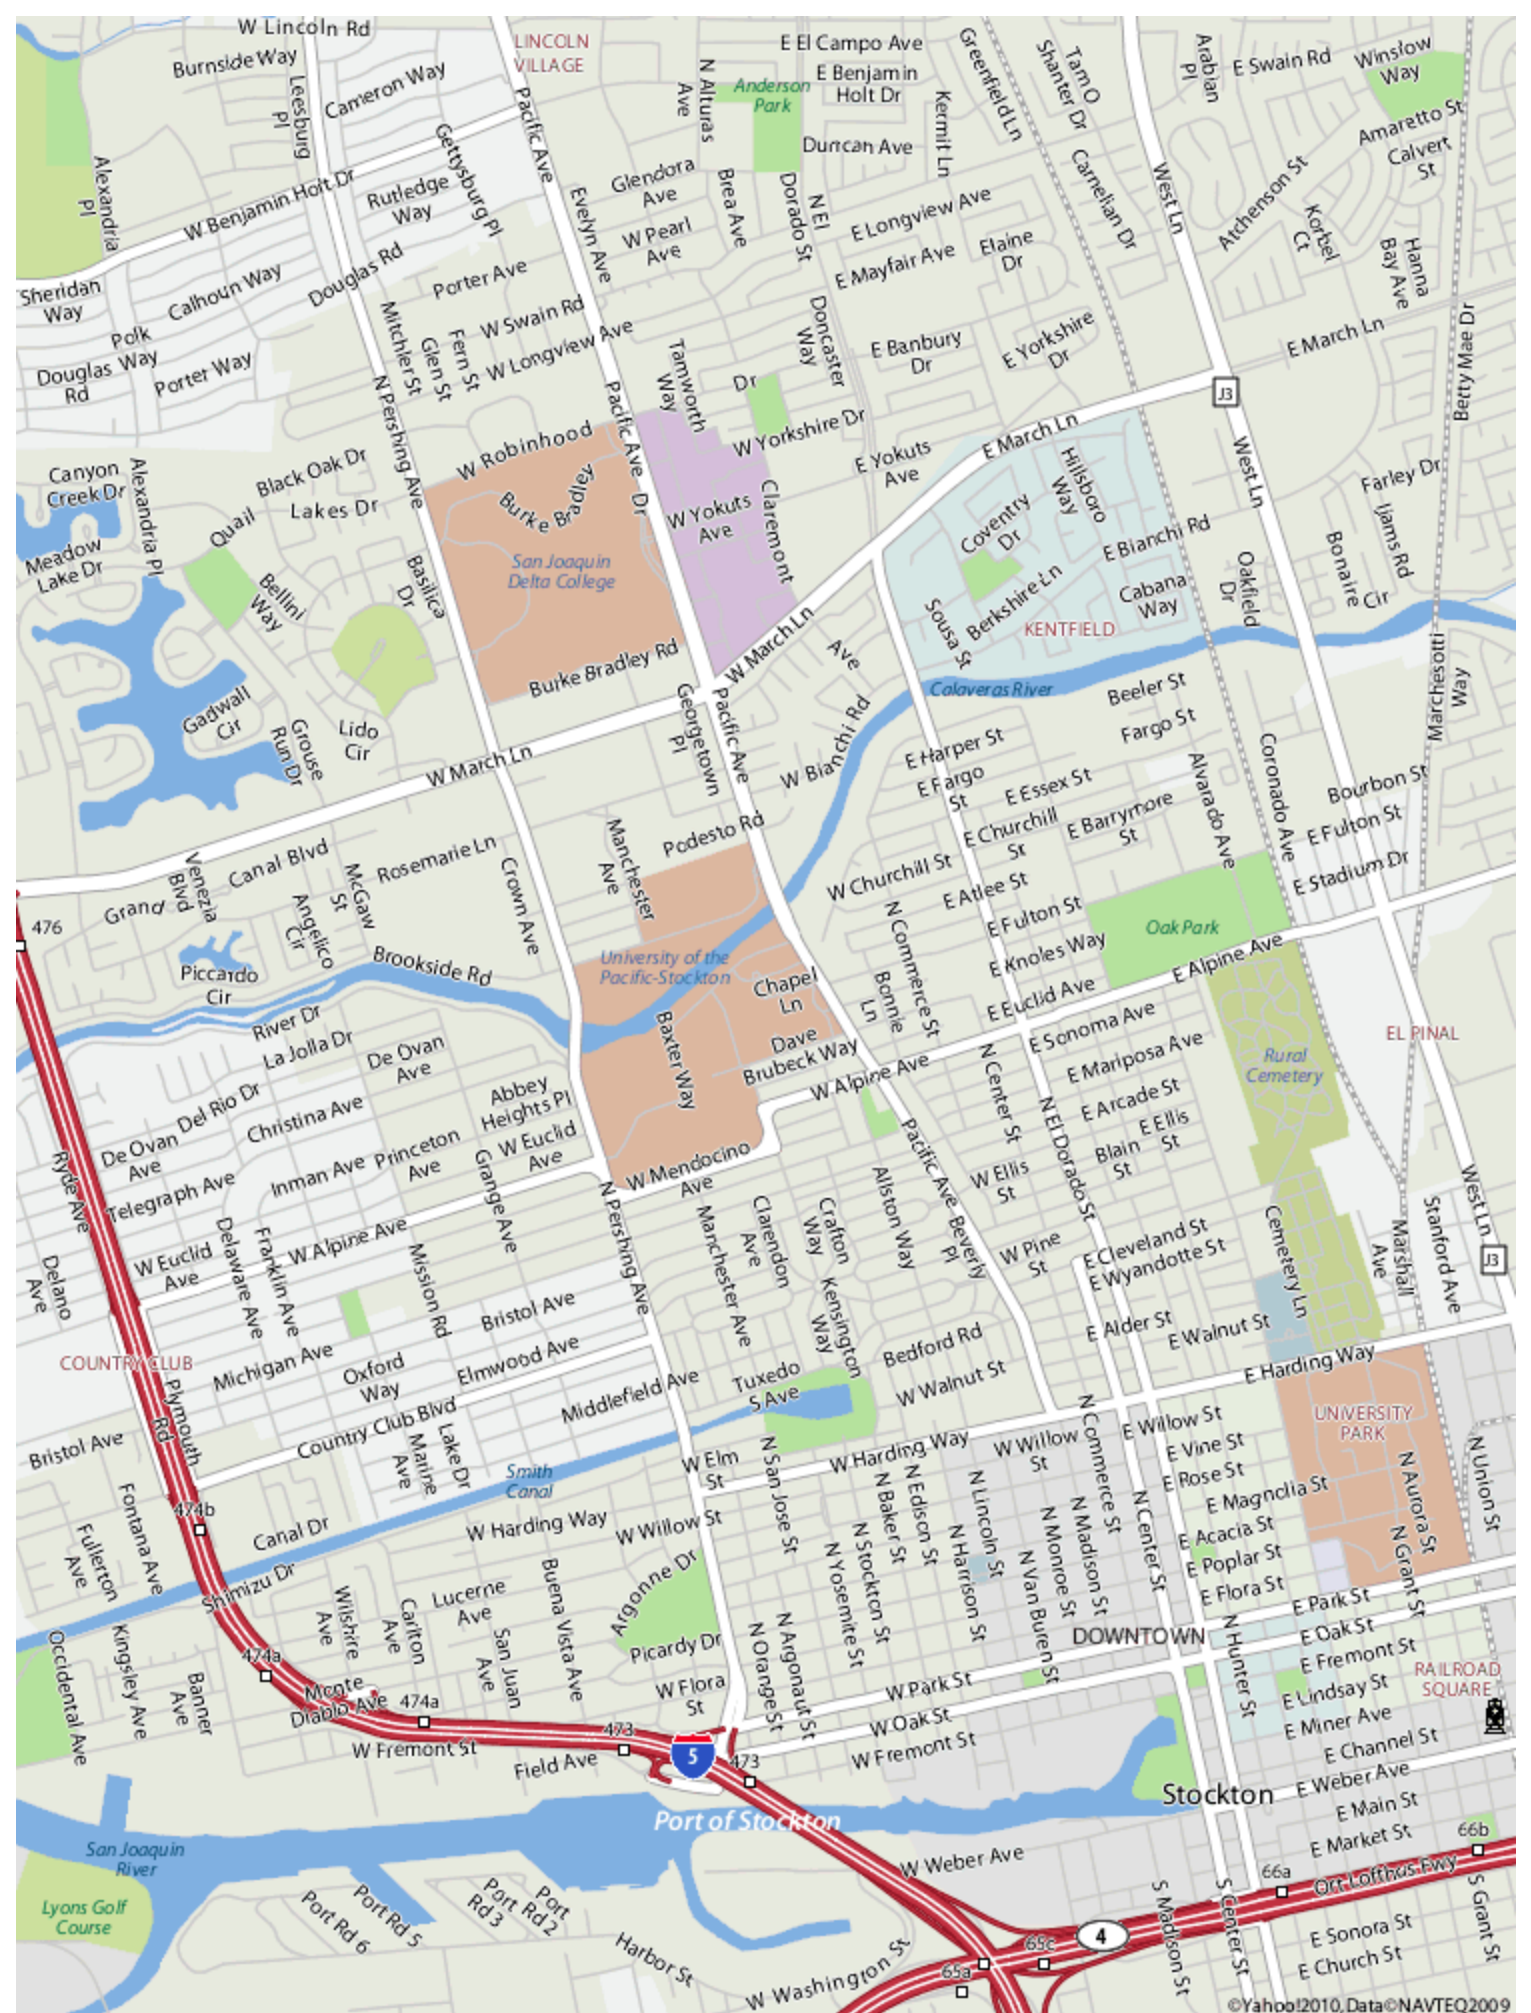 W Lincoln Rd
Burnside Way
Leesburg
Pl
Cameron Way
LINCOLN
VILLAGE
Pacific Ave
N Alturas
Ave
Anderson
Park
E El Campo Ave
E Benjamin
Holt Dr
Duncan Ave
Kermit Ln
Greenfield Ln
Tam O
Shanter Dr
Arabian
Pl
E Swain Rd
Winslow
Way
Amaretto St
Calvert
St
Alexandria
Pl
W Benjamin Holt Dr
Rutledge
Way
Gettysburg Pl
Evelyn Ave
Glendora
Ave
Brea Ave
W Pearl
Ave
N El
Dorado St
E Longview Ave
E Mayfair Ave
Elaine
Dr
Carnelian Dr
West Ln
Atchenson St
Korbel
Ct
Hanna
Bay Ave
Sheridan
Way
Calhoun Way
Douglas Rd
Porter Ave
Polk
Douglas Way
Rd
Porter Way
Mitchler St
Glen St
Fern St
W Swain Rd
W Longview Ave
N Pershing Ave
Pacific Ave
Tamworth
Way
Dr
Doncaster
Way
E Banbury
Dr
E Yorkshire
Dr
E March Ln
Betty Mae Dr
J3
W Yorkshire Dr
E Yokuts
Ave
E March Ln
W Robinhood
Dr
Burke Bradley
San Joaquin
Delta College
W Yokuts
Ave
Claremont
Ave
Canyon
Creek Dr
Alexandria Pl
Black Oak Dr
Quail
Lakes Dr
Meadow
Lake Dr
Bellini
Way
Basilica
Dr
Hillsboro
Way
Coventry
Dr
E Bianchi Rd
Berkshire Ln
Cabana
Way
Sousa St
KENTFIELD
West Ln
Oakfield
Dr
Farley Dr
Ijams Rd
Bonaire
Cir
Burke Bradley Rd
W March Ln
Calaveras River
Beeler St
Fargo St
Marchesotti
Way
Gadwall
Cir
Grouse
Run Dr
Lido
Cir
Georgetown
Pl
Pacific Ave
W Bianchi Rd
W March Ln
E Harper St
E Fargo
St
E Essex St
E Churchill
St
E Barrymore
St
Alvarado Ave
Coronado Ave
Bourbon St
E Fulton St
E Stadium Dr
Manchester
Ave
Podesto Rd
Venezia
Blvd
Canal Blvd
Grand
McGaw
St
Rosemarie Ln
Angelico
Cir
Crown Ave
W Churchill St
E Atlee St
E Fulton St
E Knoles Way
Oak Park
E Alpine Ave
476
Piccardo
Cir
Brookside Rd
University of the
Pacific-Stockton
Chapel
Ln
N Commerce St
Bonnie
Ln
E Euclid Ave
E Sonoma Ave
E Mariposa Ave
EL PINAL
Rural
Cemetery
River Dr
La Jolla Dr
De Ovan
Ave
Baxter Way
Dave
Brubeck Way
W Alpine Ave
N Center St
N El Dorado St
E Arcade St
E Ellis
St
Blain
St
Del Rio Dr
De Ovan
Ave
Christina Ave
Abbey
Heights Pl
W Euclid
Ave
Princeton
Ave
Inman Ave
Telegraph Ave
Grange Ave
W Mendocino
Ave
Pacific Ave
W Ellis
St
Ryde Ave
W Euclid
Ave
Delaware Ave
Franklin Ave
W Alpine Ave
Mission Rd
N Pershing Ave
Manchester Ave
Clarendon
Ave
Crafton
Way
Allston Way
Beverly
Pl
W Pine
St
E Cleveland St
E Wyandotte St
Cemetery Ln
Marshall
Ave
Stanford Ave
West Ln
J3
Delano
Ave
Bristol Ave
Kensington
Way
Bedford Rd
E Alder St
E Walnut St
COUNTRY CLUB
Michigan Ave
Oxford
Way
Elmwood Ave
Middlefield Ave
Tuxedo
S Ave
W Walnut St
E Harding Way
Plymouth
Rd
Bristol Ave
Country Club Blvd
Marine
Ave
Lake Dr
Smith
Canal
W Elm
St
N San Jose St
W Harding Way
W Willow
St
N Commerce St
E Willow St
E Vine St
E Rose St
UNIVERSITY
PARK
N Aurora St
N Union St
474b
Fontana Ave
Fullerton
Ave
Canal Dr
Shimizu Dr
W Harding Way
W Willow St
N Baker St
N Edison St
N Stockton St
N Yosemite St
N Lincoln St
N Harrison St
N Madison St
N Monroe St
N Van Buren St
N Center St
E Magnolia St
E Acacia St
E Poplar St
E Flora St
N Grant St
Buena Vista Ave
Argonne Dr
Lucerne
Ave
Wilshire
Ave
Carlton
Ave
San Juan
Ave
Picardy Dr
W Flora
St
N Orange St
N Argonaut St
DOWNTOWN
N Hunter St
E Park St
E Oak St
E Fremont St
E Lindsay St
E Miner Ave
E Channel St
RAILROAD
SQUARE
Occidental Ave
Kingsley Ave
Banner
Ave
474a
Monte
Diablo Ave
474a
W Fremont St
Field Ave
473
5
473
W Park St
W Oak St
W Fremont St
Stockton
E Weber Ave
E Main St
E Market St
Port of Stockton
San Joaquin
River
Lyons Golf
Course
Port Rd 6
Port Rd 5
Port
Rd 3
Port
Rd 2
Harbor St
W Weber Ave
W Washington St
65a
65c
4
66a
66b
Ort Lofthus Fwy
S Madison St
S Center St
S Grant St
E Sonora St
E Church St
©Yahoo!2010,Data©NAVTEQ2009